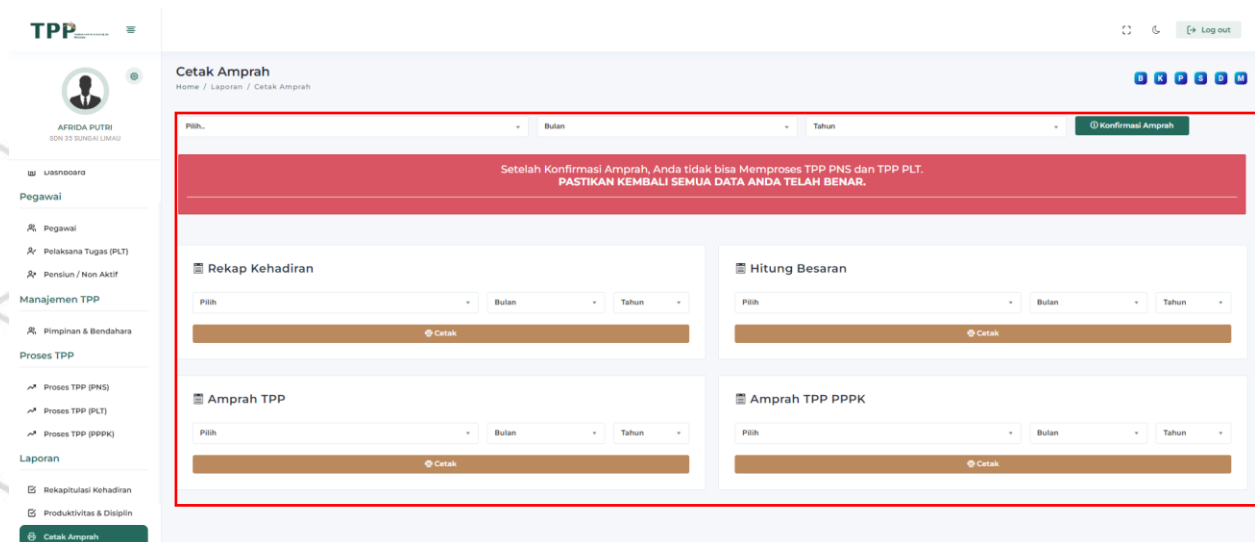 TPP
Log out
AFRIDA PUTRI
SDN 35 SUNGAI LIMAU
Dashboard
Pegawai
Pegawai
Pelaksana Tugas (PLT)
Pensiun / Non Aktif
Manajemen TPP
Pimpinan & Bendahara
Proses TPP
Proses TPP (PNS)
Proses TPP (PLT)
Proses TPP (PPPK)
Laporan
Rekapitulasi Kehadiran
Produktivitas & Disiplin
Cetak Amprah
Cetak Amprah
Home / Laporan / Cetak Amprah
B K P S D M
Pilih.. Bulan Tahun Konfirmasi Amprah
Setelah Konfirmasi Amprah, Anda tidak bisa Memproses TPP PNS dan TPP PLT.
PASTIKAN KEMBALI SEMUA DATA ANDA TELAH BENAR.
Rekap Kehadiran
Pilih Bulan Tahun
Cetak
Hitung Besaran
Pilih Bulan Tahun
Cetak
Amprah TPP
Pilih Bulan Tahun
Cetak
Amprah TPP PPPK
Pilih Bulan Tahun
Cetak